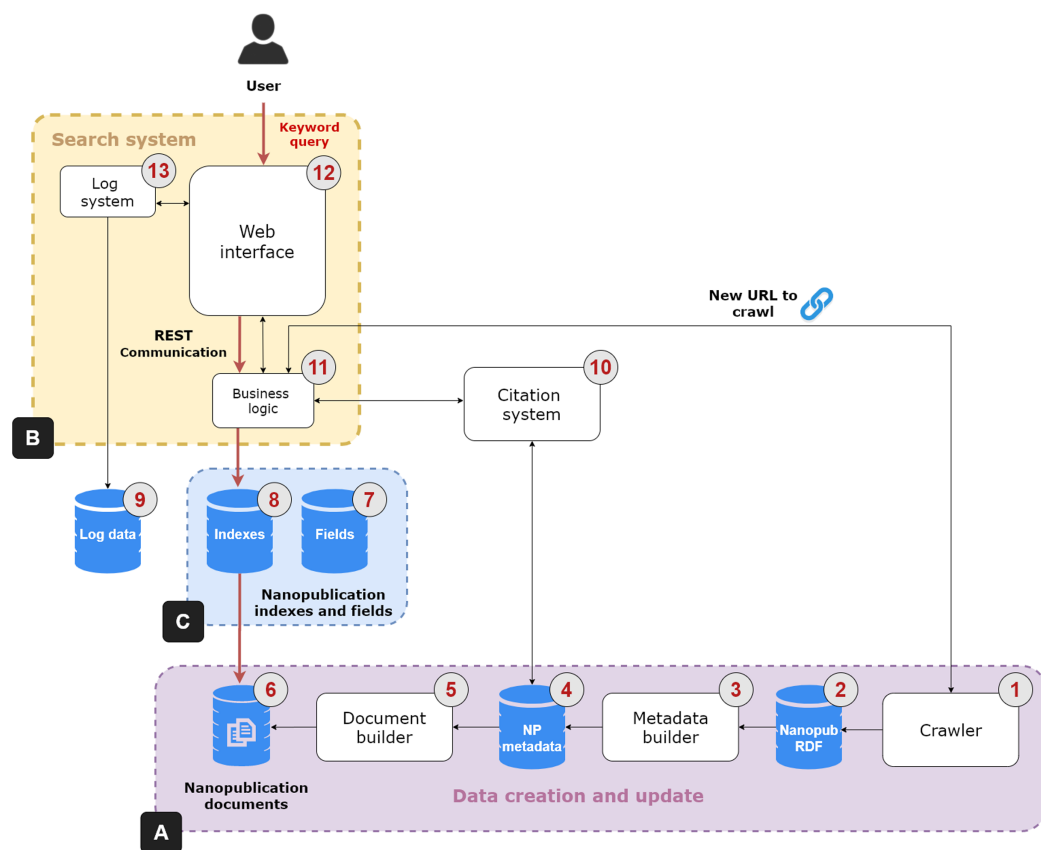 User
Keyword
query
Search system
13
Log
system
12
Web
interface
New URL to
crawl
REST
Communication
11
Business
logic
10
Citation
system
B
9
Log data
8
Indexes
7
Fields
Nanopublication
indexes and fields
C
6
5
Document
builder
4
NP
metadata
3
Metadata
builder
2
Nanopub
RDF
1
Crawler
Nanopublication
documents
Data creation and update
A